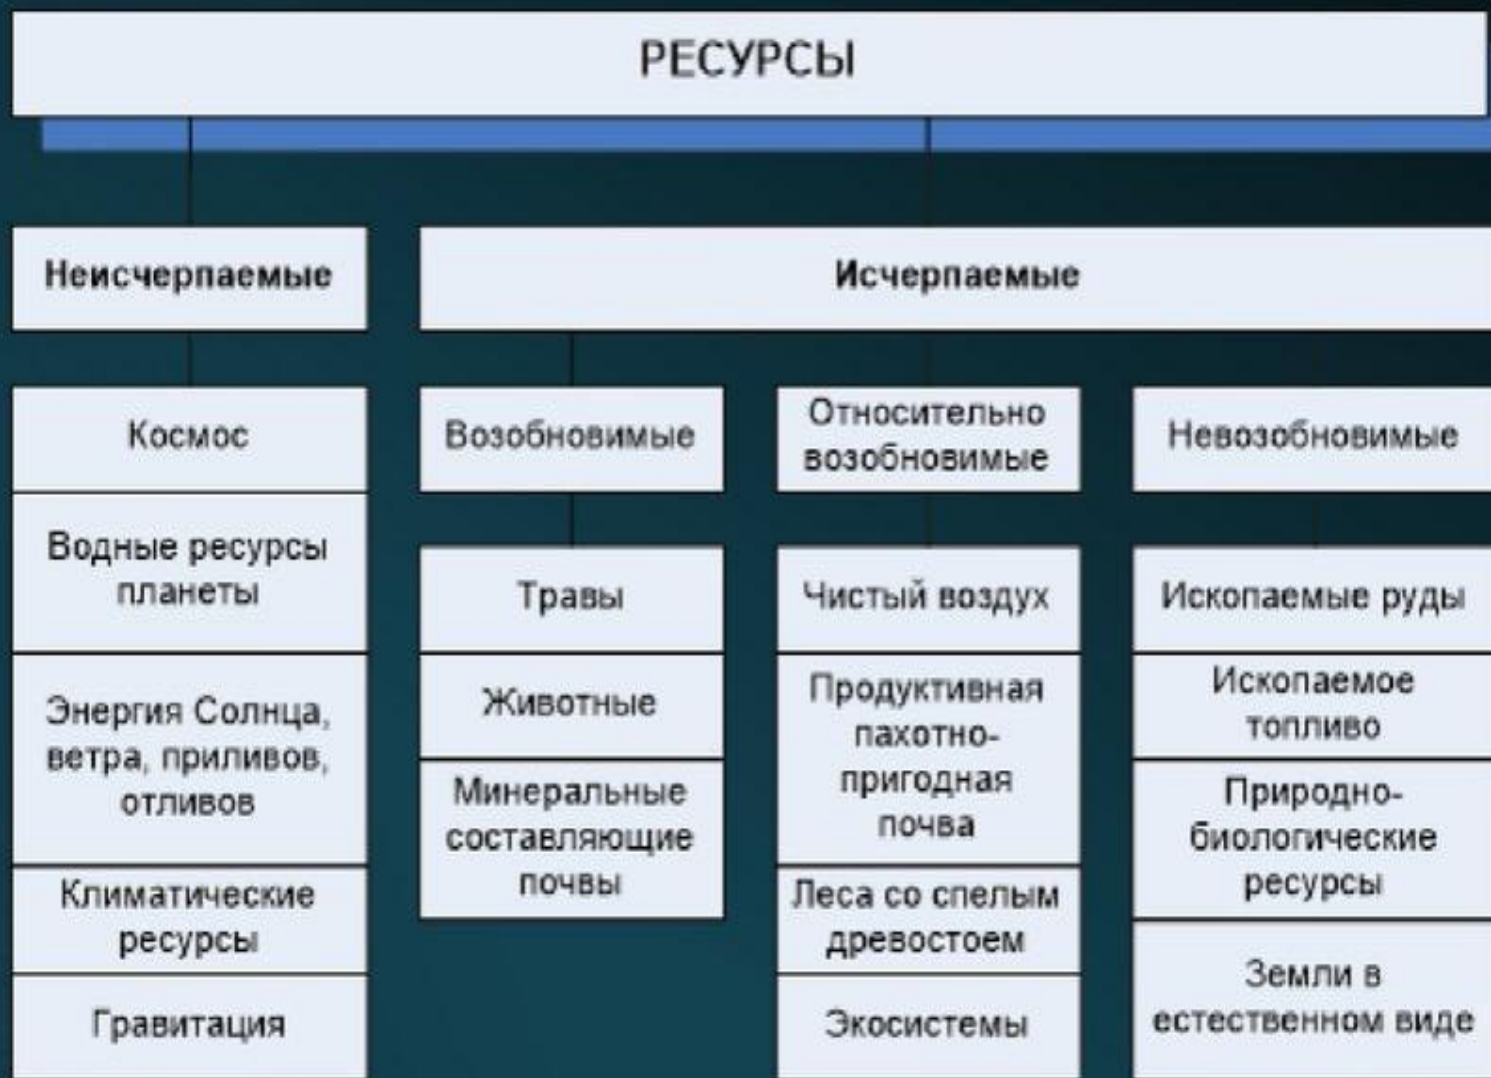 РЕСУРСЫ
Неисчерпаемые
Исчерпаемые
Космос
Водные ресурсы
планеты
Энергия Солнца,
ветра, приливов,
отливов
Климатические
ресурсы
Гравитация
Возобновимые
Травы
Животные
Минеральные
составляющие
почвы
Относительно
возобновимые
Чистый воздух
Продуктивная
пахотно-
пригодная
почва
Леса со спелым
древостоем
Экосистемы
Невозобновимые
Ископаемые руды
Ископаемое
топливо
Природно-
биологические
ресурсы
Земли в
естественном виде